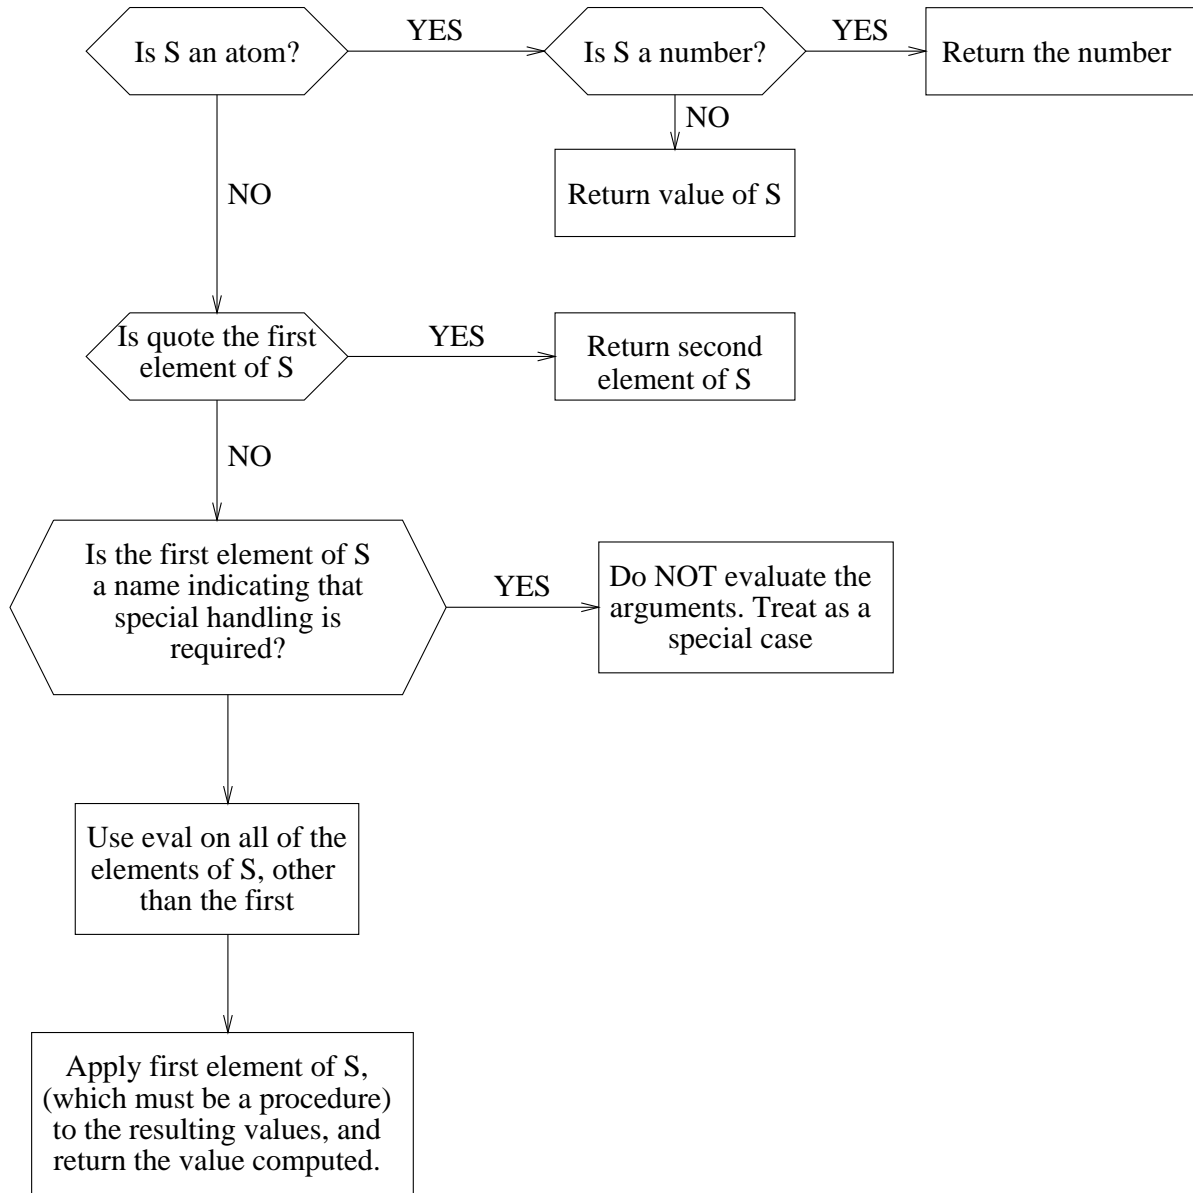 Is S an atom?
YES
Is S a number?
YES
Return the number
NO
Return value of S
NO
Is quote the first
element of S
YES
Return second
element of S
NO
Is the first element of S
a name indicating that
special handling is
required?
YES
Do NOT evaluate the
arguments. Treat as a
special case
Use eval on all of the
elements of S, other
than the first
Apply first element of S,
(which must be a procedure)
to the resulting values, and
return the value computed.